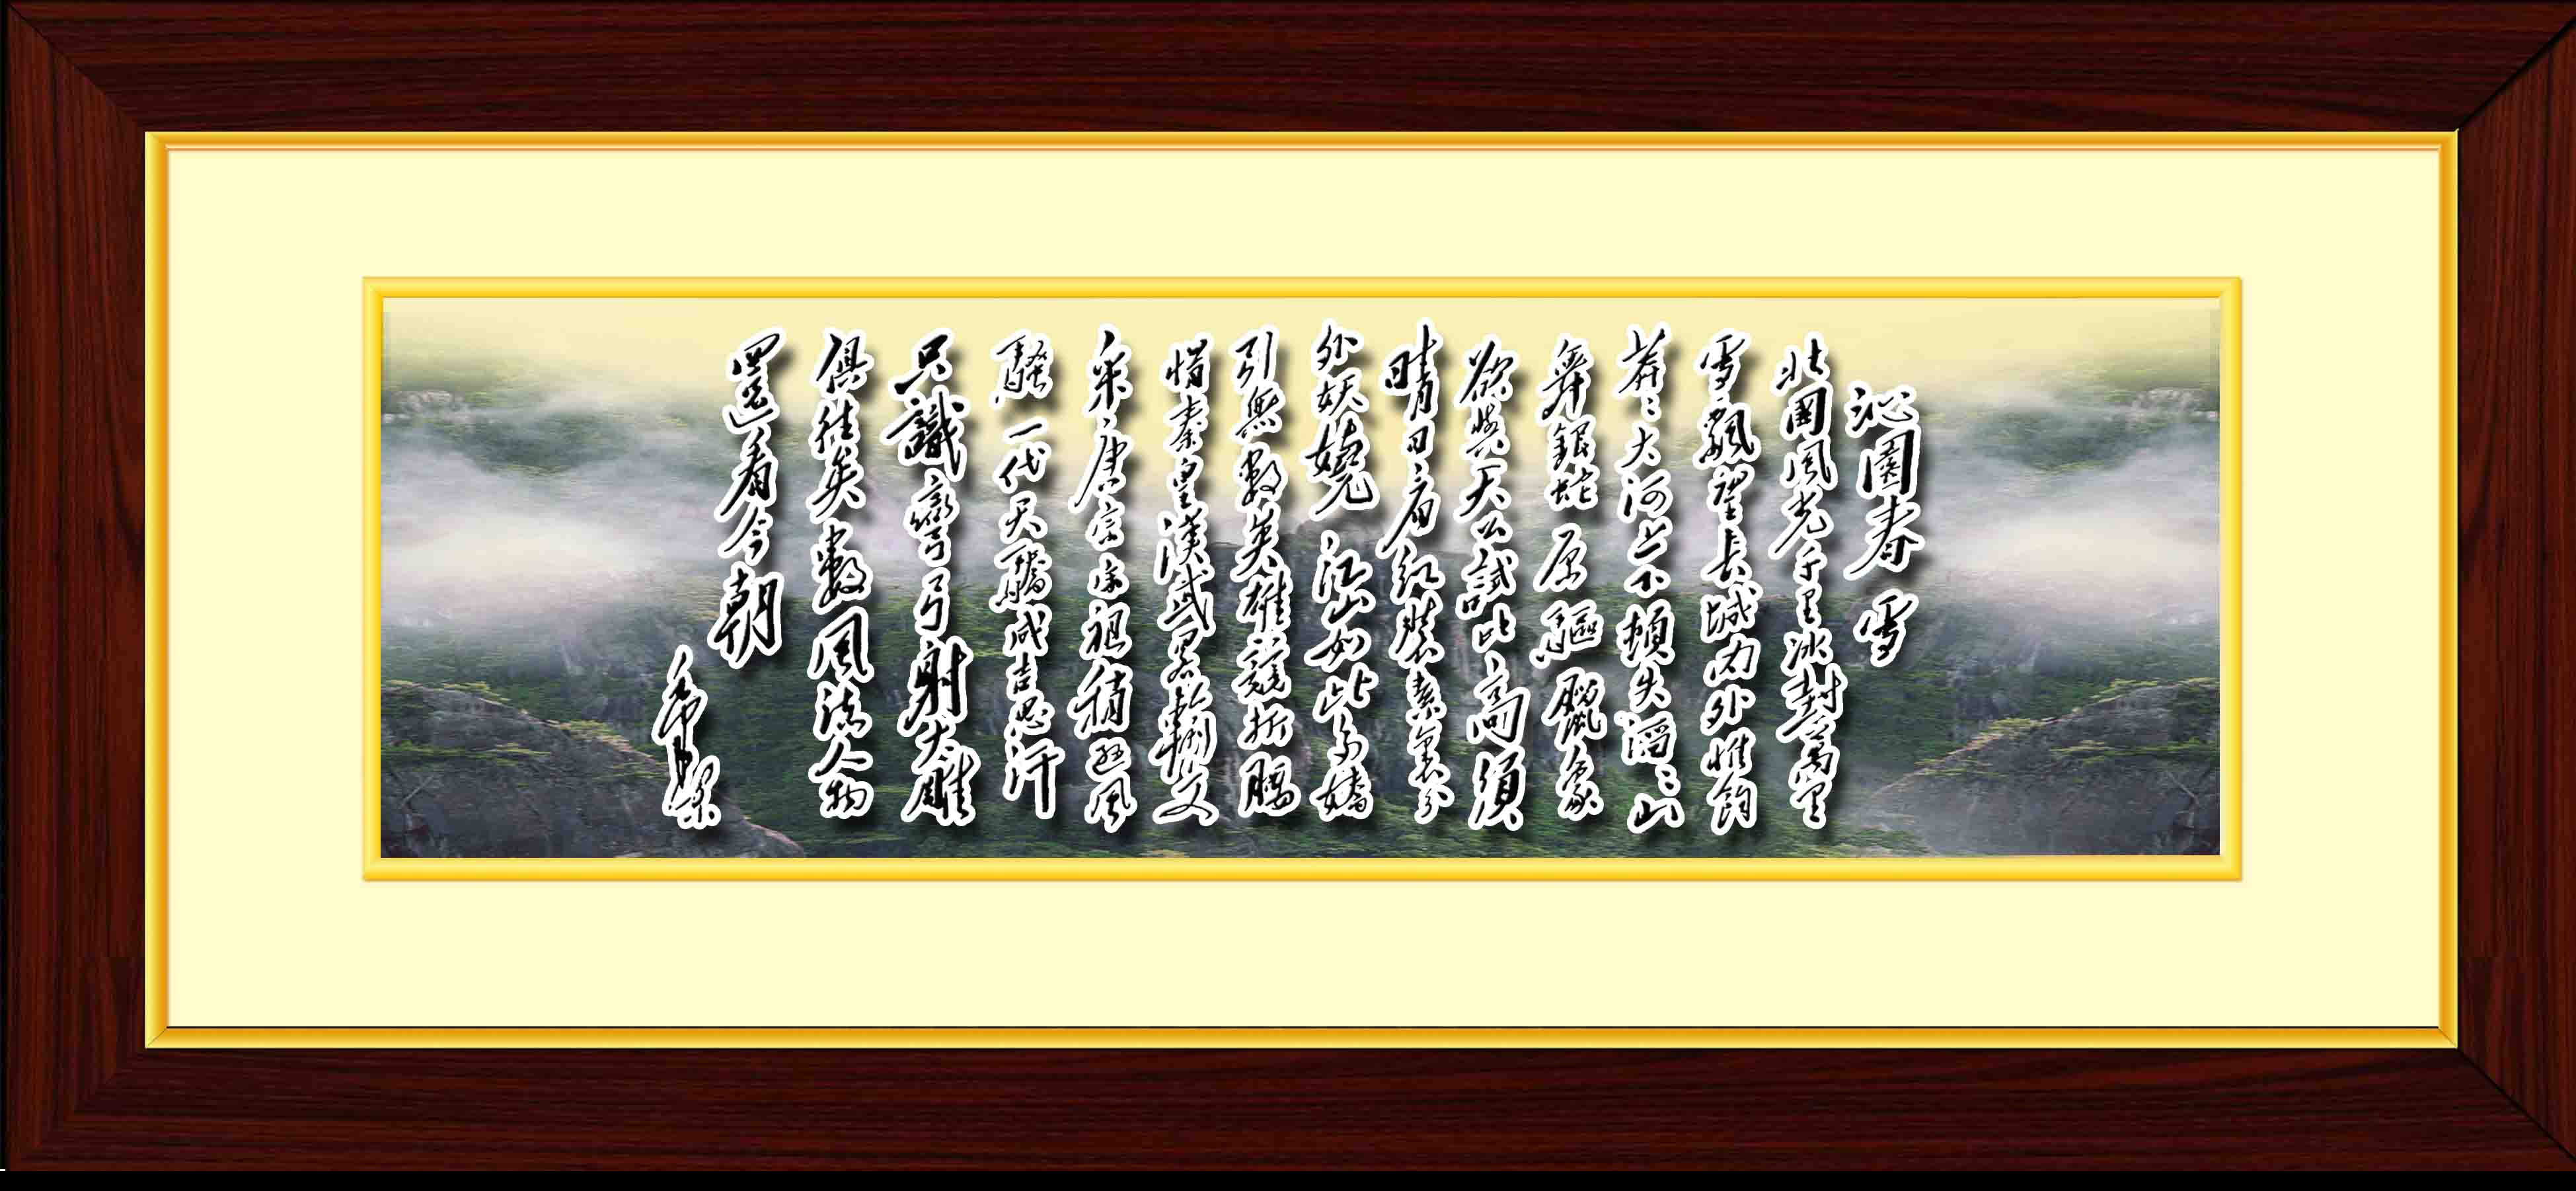 沁園春 雪
北國風光千里冰封萬里
雪飄望長城內外惟餘
莽〻大河上下頓失滔〻山
舞銀蛇原驅臘象
欲與天公試比高須
晴日看紅裝素裹分
外妖嬈江山如此多嬌
引無數英雄競折腰
惜秦皇漢武略輸文
采唐宗宋祖稍遜風
騷一代天驕成吉思汗
只識彎弓射大雕
俱往矣數風流人物
還看今朝
毛澤東